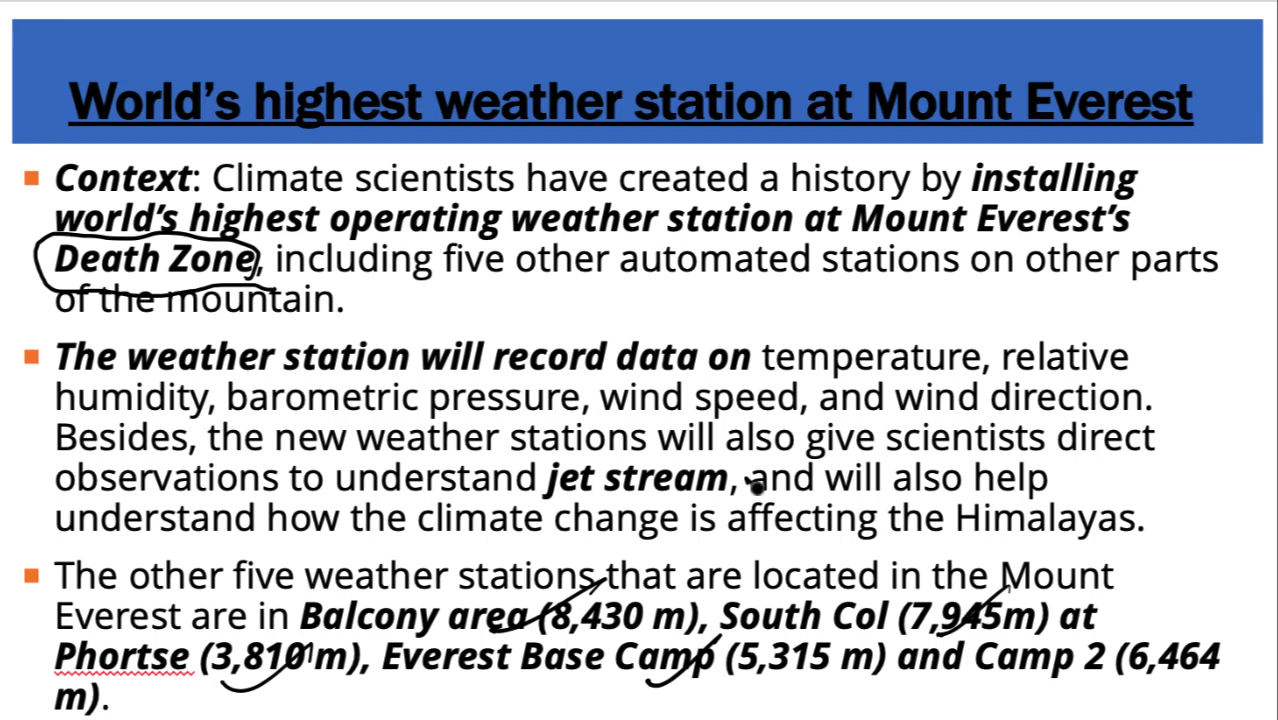 World's highest weather station at Mount Everest
Context: Climate scientists have created a history by installing
world's highest operating weather station at Mount Everest's
Death Zone, including five other automated stations on other parts
of the mountain.
The weather station will record data on temperature, relative
humidity, barometric pressure, wind speed, and wind direction.
Besides, the new weather stations will also give scientists direct
observations to understand jet stream, and will also help
understand how the climate change is affecting the Himalayas.
The other five weather stations that are located in the Mount
Everest are in Balcony area (8,430 m), South Col (7,945m) at
Phortse (3,810 m), Everest Base Camp (5,315 m) and Camp 2 (6,464
m).